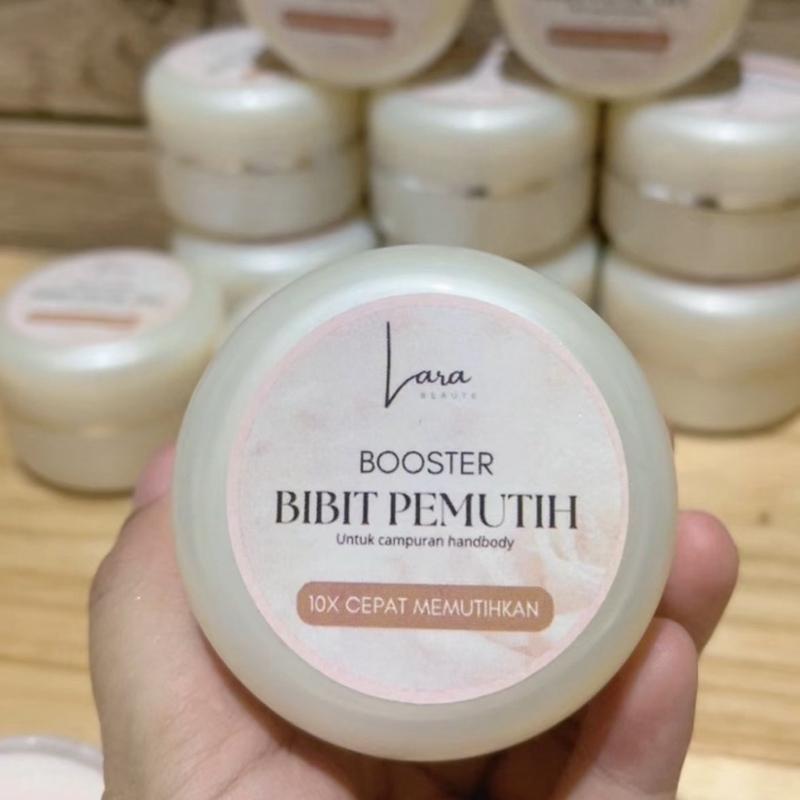 Lara
BEAUTE
BOOSTER
BIBIT PEMUTIH
Untuk campuran handbody
10X CEPAT MEMUTIHKAN